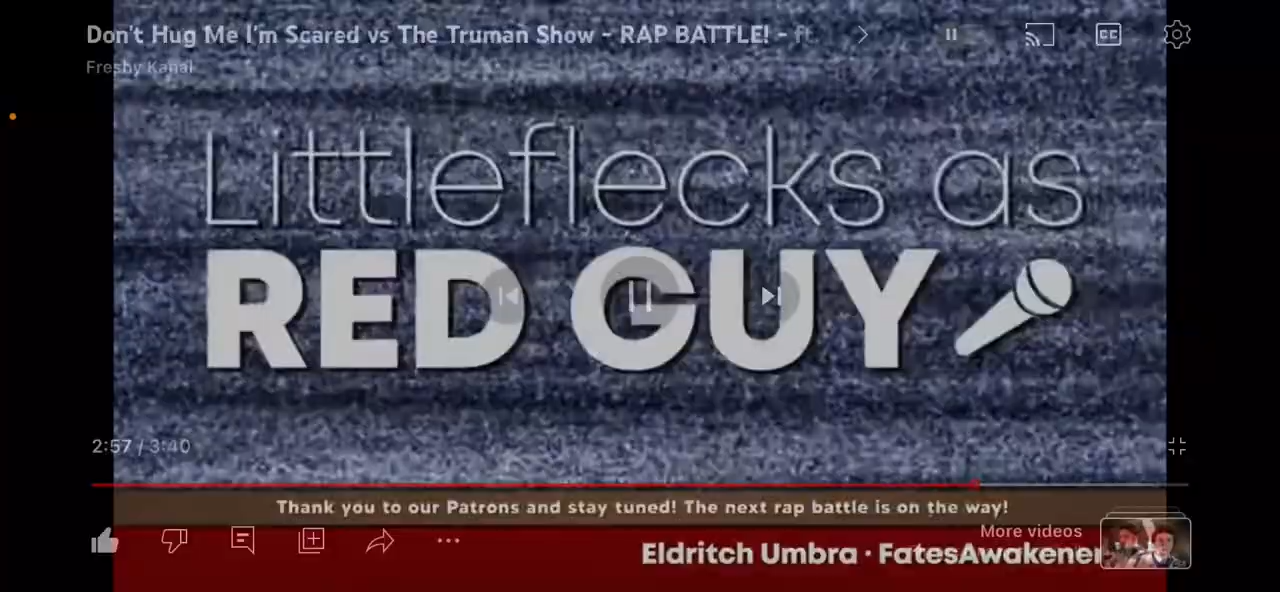 Don't Hug Me I'm Scared vs The Truman Show - RAP BATTLE! - ft.
Freshy Kanal
CC
Littleflecks as
RED GUY
2:57 / 3:40
Thank you to our Patrons and stay tuned! The next rap battle is on the way!
More videos
Eldritch Umbra · FatesAwakener